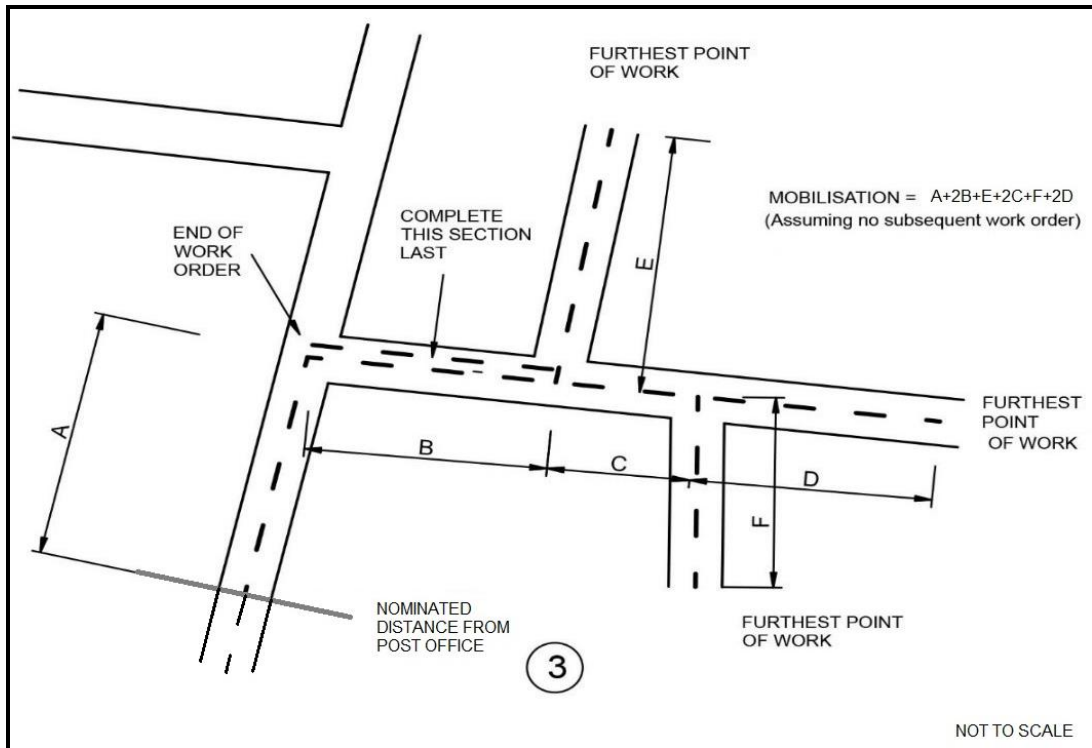 FURTHEST POINT
OF WORK
MOBILISATION = A+2B+E+2C+F+2D
(Assuming no subsequent work order)
END OF
WORK
ORDER
COMPLETE
THIS SECTION
LAST
E
A
B
C
D
F
FURTHEST
POINT
OF WORK
NOMINATED
DISTANCE FROM
POST OFFICE
FURTHEST POINT
OF WORK
3
NOT TO SCALE